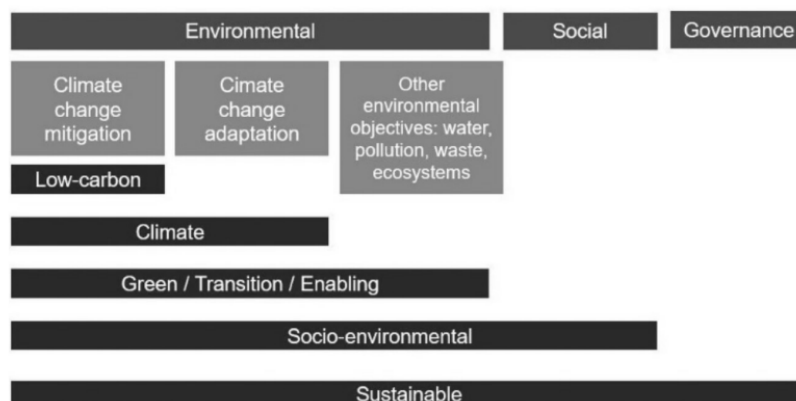 Environmental
Social
Governance
Climate
change
mitigation
Cimate
change
adaptation
Other
environmental
objectives: water,
pollution, waste,
ecosystems
Low-carbon
Climate
Green / Transition / Enabling
Socio-environmental
Sustainable